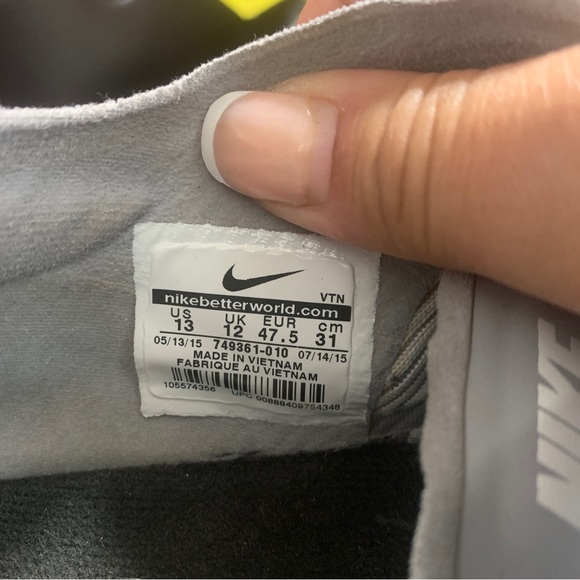 VTN
nikebetterworld.com
US UK EUR cm
13 12 47.5 31
05/13/15 749361-010 07/14/15
MADE IN VIETNAM
FABRIQUE AU VIETNAM
105574356 UPC 00888409754348
NIKE